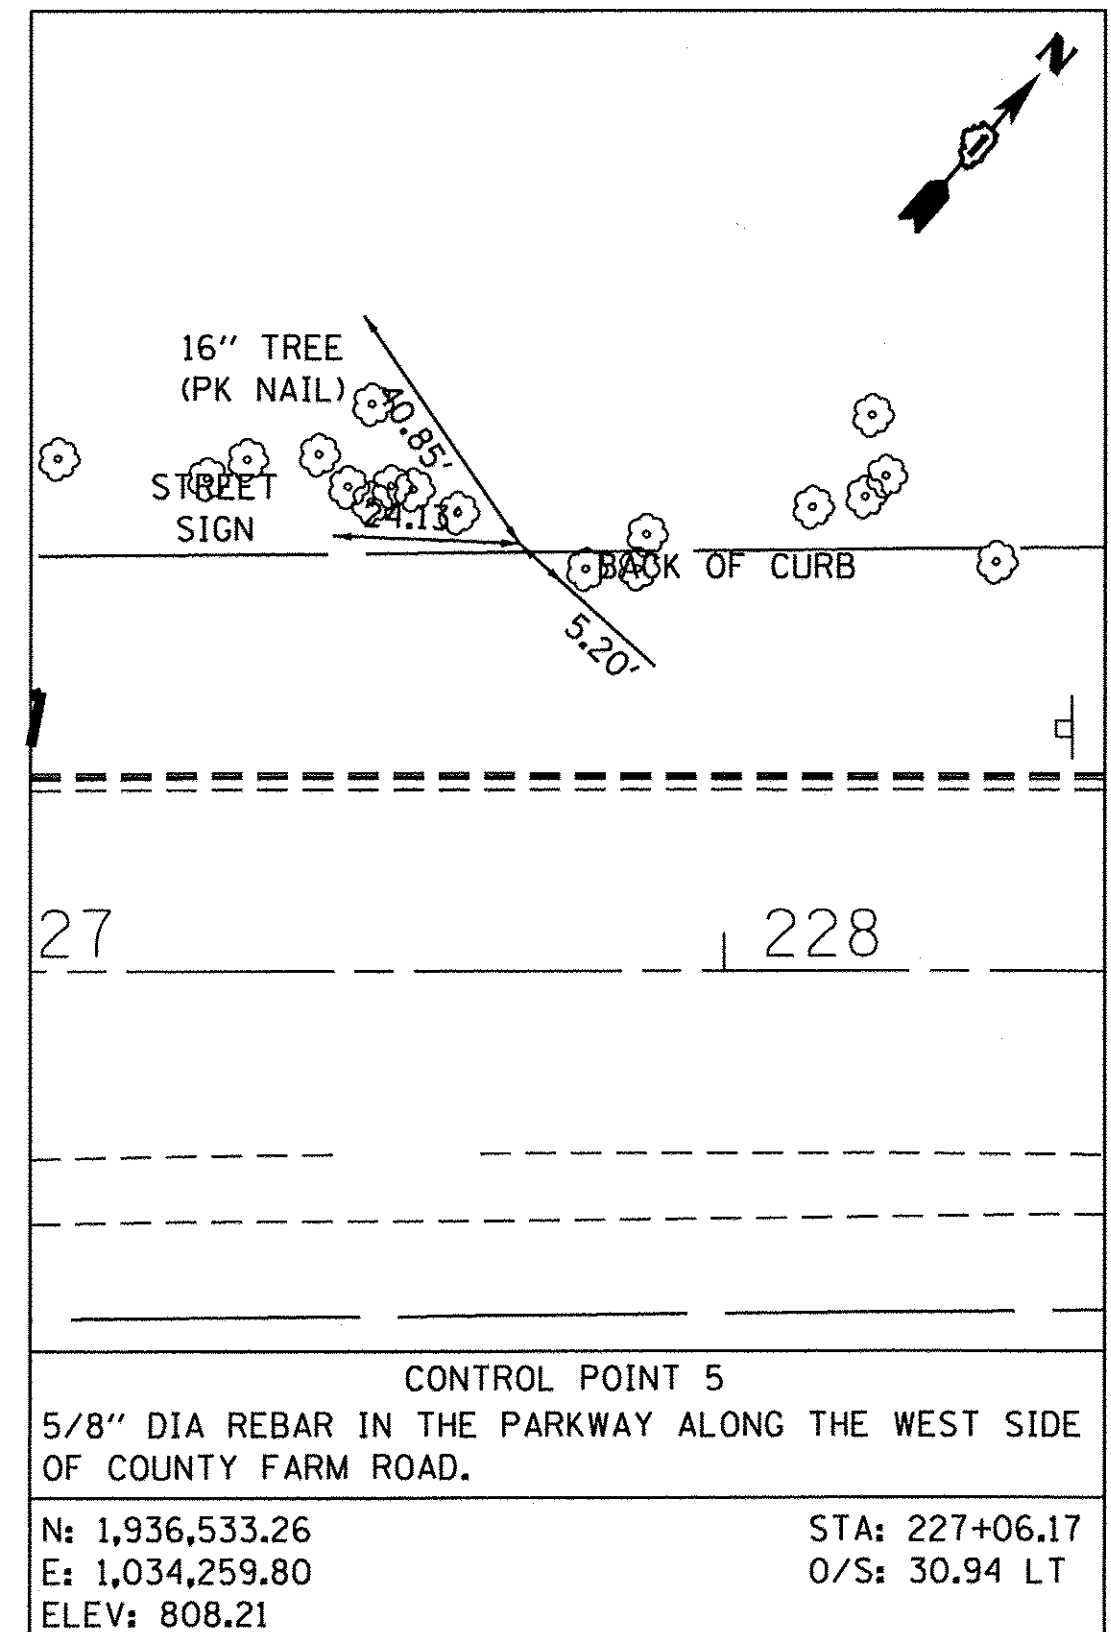 N
16" TREE
(PK NAIL)
40.85'
STREET
SIGN
24.13'
BACK OF CURB
5.20'
27
228
CONTROL POINT 5
5/8" DIA REBAR IN THE PARKWAY ALONG THE WEST SIDE
OF COUNTY FARM ROAD.
N: 1,936,533.26
E: 1,034,259.80
ELEV: 808.21
STA: 227+06.17
O/S: 30.94 LT